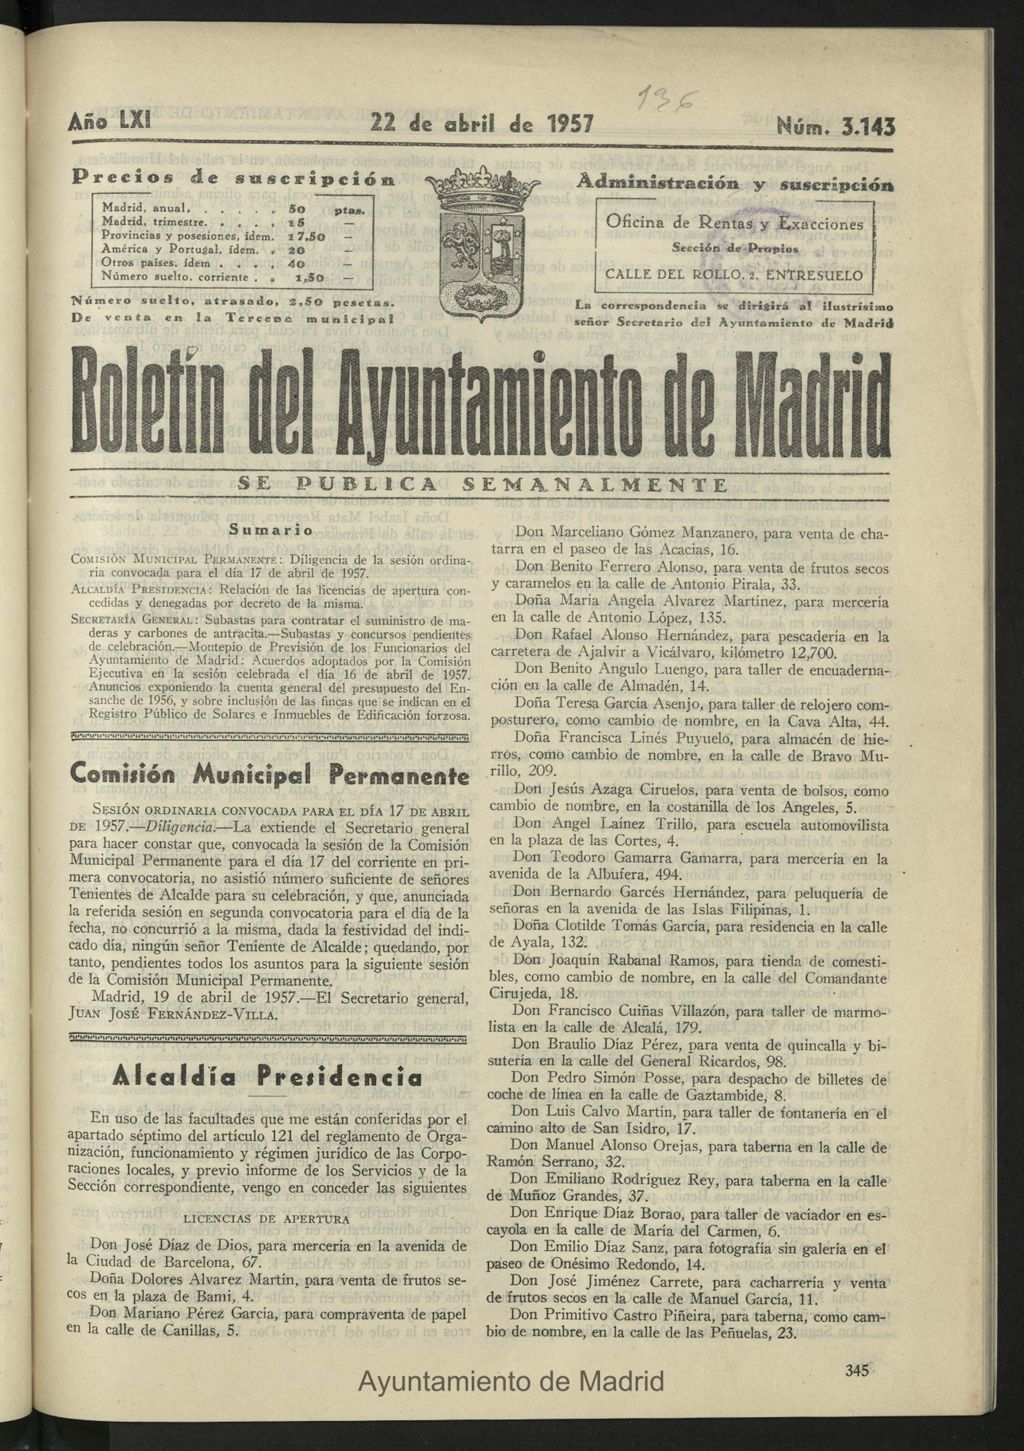 136
Año LXI 22 de abril de 1957 Núm. 3.143
Precios de suscripción
Madrid, anual, . . . . . 50 ptas.
Madrid, trimestre. . . . . 15
Provincias y posesiones, ídem. 17,50 —
América y Portugal, ídem. . 20 —
Otros países, ídem . . . . 40 —
Número suelto, corriente . . 1,50 —
Número suelto, atrasado, 2,50 pesetas.
De venta en la Tercena municipal
Administración y suscripción
Oficina de Rentas y Exacciones
Sección de Propios
CALLE DEL ROLLO, 2, ENTRESUELO
La correspondencia se dirigirá al ilustrísimo
señor Secretario del Ayuntamiento de Madrid
Boletín del Ayuntamiento de Madrid
SE PUBLICA SEMANALMENTE
Sumario
COMISIÓN MUNICIPAL PERMANENTE: Diligencia de la sesión ordina-
ria convocada para el día 17 de abril de 1957.
ALCALDÍA PRESIDENCIA: Relación de las licencias de apertura con-
cedidas y denegadas por decreto de la misma.
SECRETARÍA GENERAL: Subastas para contratar el suministro de ma-
deras y carbones de antracita.—Subastas y concursos pendientes
de celebración.—Montepío de Previsión de los Funcionarios del
Ayuntamiento de Madrid: Acuerdos adoptados por la Comisión
Ejecutiva en la sesión celebrada el día 16 de abril de 1957.
Anuncios exponiendo la cuenta general del presupuesto del En-
sanche de 1956, y sobre inclusión de las fincas que se indican en el
Registro Público de Solares e Inmuebles de Edificación forzosa.
Comisión Municipal Permanente
SESIÓN ORDINARIA CONVOCADA PARA EL DÍA 17 DE ABRIL
DE 1957.—Diligencia.—La extiende el Secretario general
para hacer constar que, convocada la sesión de la Comisión
Municipal Permanente para el día 17 del corriente en pri-
mera convocatoria, no asistió número suficiente de señores
Tenientes de Alcalde para su celebración, y que, anunciada
la referida sesión en segunda convocatoria para el día de la
fecha, no concurrió a la misma, dada la festividad del indi-
cado día, ningún señor Teniente de Alcalde; quedando, por
tanto, pendientes todos los asuntos para la siguiente sesión
de la Comisión Municipal Permanente.
Madrid, 19 de abril de 1957.—El Secretario general,
JUAN JOSÉ FERNÁNDEZ-VILLA.
Alcaldía Presidencia
En uso de las facultades que me están conferidas por el
apartado séptimo del artículo 121 del reglamento de Orga-
nización, funcionamiento y régimen jurídico de las Corpo-
raciones locales, y previo informe de los Servicios y de la
Sección correspondiente, vengo en conceder las siguientes
LICENCIAS DE APERTURA
Don José Díaz de Dios, para mercería en la avenida de
la Ciudad de Barcelona, 67.
Doña Dolores Alvarez Martín, para venta de frutos se-
cos en la plaza de Bami, 4.
Don Mariano Pérez García, para compraventa de papel
en la calle de Canillas, 5.
Don Marceliano Gómez Manzanero, para venta de cha-
tarra en el paseo de las Acacias, 16.
Don Benito Ferrero Alonso, para venta de frutos secos
y caramelos en la calle de Antonio Pirala, 33.
Doña María Angela Alvarez Martínez, para mercería
en la calle de Antonio López, 135.
Don Rafael Alonso Hernández, para pescadería en la
carretera de Ajalvir a Vicálvaro, kilómetro 12,700.
Don Benito Angulo Luengo, para taller de encuaderna-
ción en la calle de Almadén, 14.
Doña Teresa García Asenjo, para taller de relojero com-
posturero, como cambio de nombre, en la Cava Alta, 44.
Doña Francisca Linés Puyuelo, para almacén de hie-
rros, como cambio de nombre, en la calle de Bravo Mu-
rillo, 209.
Don Jesús Azaga Ciruelos, para venta de bolsos, como
cambio de nombre, en la costanilla de los Angeles, 5.
Don Angel Laínez Trillo, para escuela automovilista
en la plaza de las Cortes, 4.
Don Teodoro Gamarra Gamarra, para mercería en la
avenida de la Albufera, 494.
Don Bernardo Garcés Hernández, para peluquería de
señoras en la avenida de las Islas Filipinas, 1.
Doña Clotilde Tomás García, para residencia en la calle
de Ayala, 132.
Don Joaquín Rabanal Ramos, para tienda de comesti-
bles, como cambio de nombre, en la calle del Comandante
Cirujeda, 18.
Don Francisco Cuiñas Villazón, para taller de marmo-
lista en la calle de Alcalá, 179.
Don Braulio Díaz Pérez, para venta de quincalla y bi-
sutería en la calle del General Ricardos, 98.
Don Pedro Simón Posse, para despacho de billetes de
coche de línea en la calle de Gaztambide, 8.
Don Luis Calvo Martín, para taller de fontanería en el
camino alto de San Isidro, 17.
Don Manuel Alonso Orejas, para taberna en la calle de
Ramón Serrano, 32.
Don Emiliano Rodríguez Rey, para taberna en la calle
de Muñoz Grandes, 37.
Don Enrique Díaz Borao, para taller de vaciador en es-
cayola en la calle de María del Carmen, 6.
Don Emilio Díaz Sanz, para fotografía sin galería en el
paseo de Onésimo Redondo, 14.
Don José Jiménez Carrete, para cacharrería y venta
de frutos secos en la calle de Manuel García, 11.
Don Primitivo Castro Piñeira, para taberna, como cam-
bio de nombre, en la calle de las Peñuelas, 23.
345
Ayuntamiento de Madrid